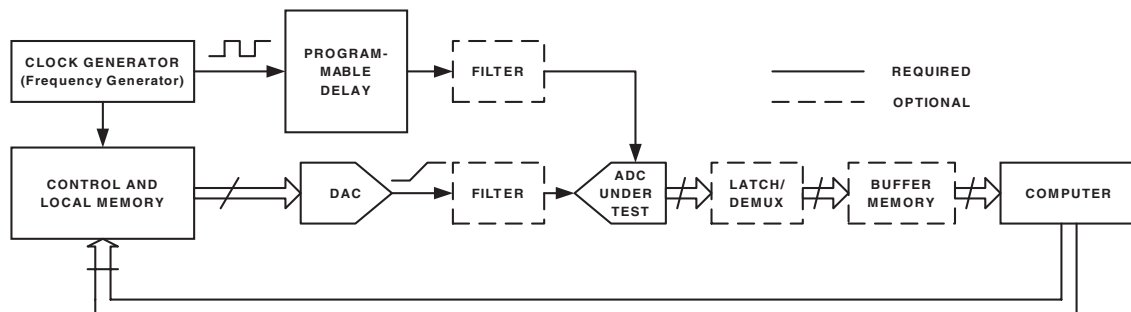 CLOCK GENERATOR
(Frequency Generator)
PROGRAM-
MABLE
DELAY
FILTER
REQUIRED
OPTIONAL
CONTROL AND
LOCAL MEMORY
DAC
FILTER
ADC
UNDER
TEST
LATCH/
DEMUX
BUFFER
MEMORY
COMPUTER